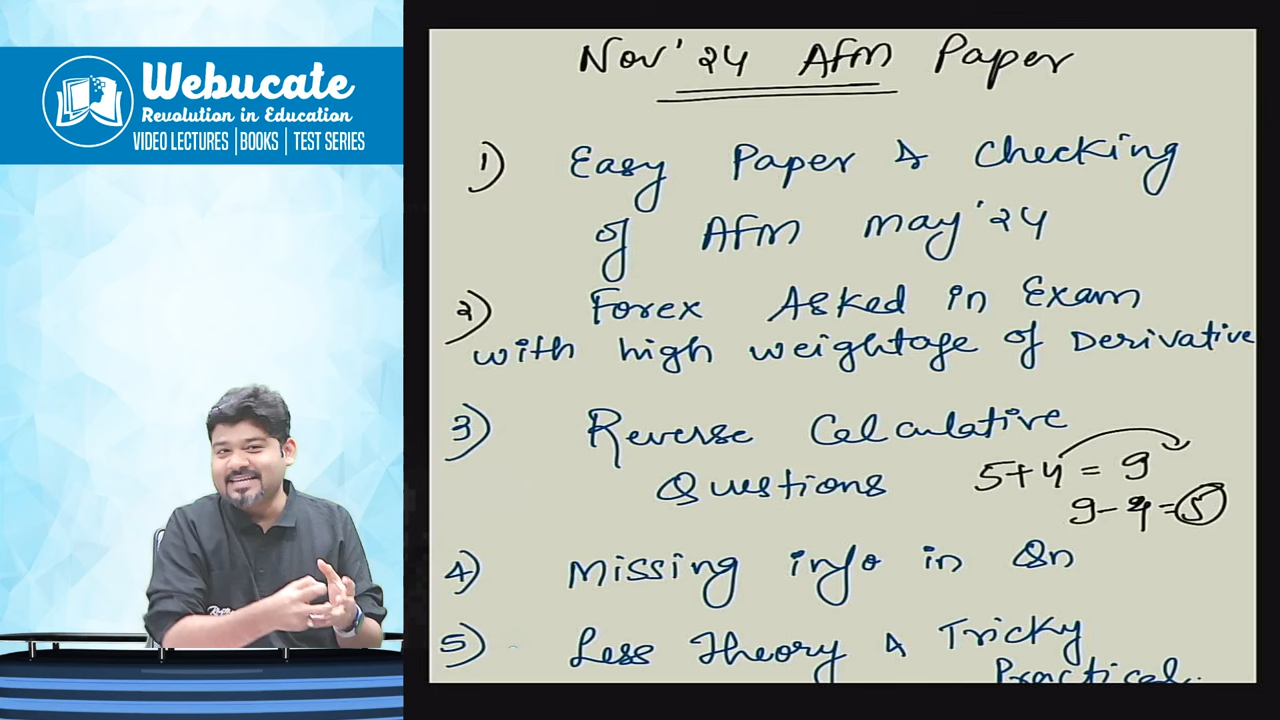 Webucate
Revolution in Education
VIDEO LECTURES | BOOKS | TEST SERIES
Nov'24 AFM Paper
1) Easy Paper & Checking
of AFM may'24
2) Forex Asked in Exam
with high weightage of Derivative
3) Reverse Calculative
Questions 5+4 = 9
9-4=5
4) Missing info in Qn
5) Less Theory & Tricky
Practical.